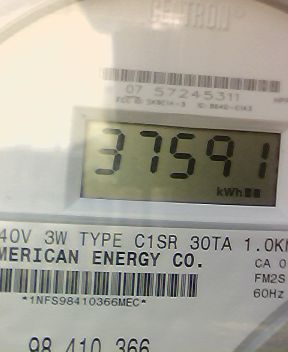 CENTRON®
07 57245311
37591
kWh
40V 3W TYPE C1SR 30TA 1.0K
MERICAN ENERGY CO.
CA 0
FM2S
60Hz
*1NFS98410366MEC*
98 410 366